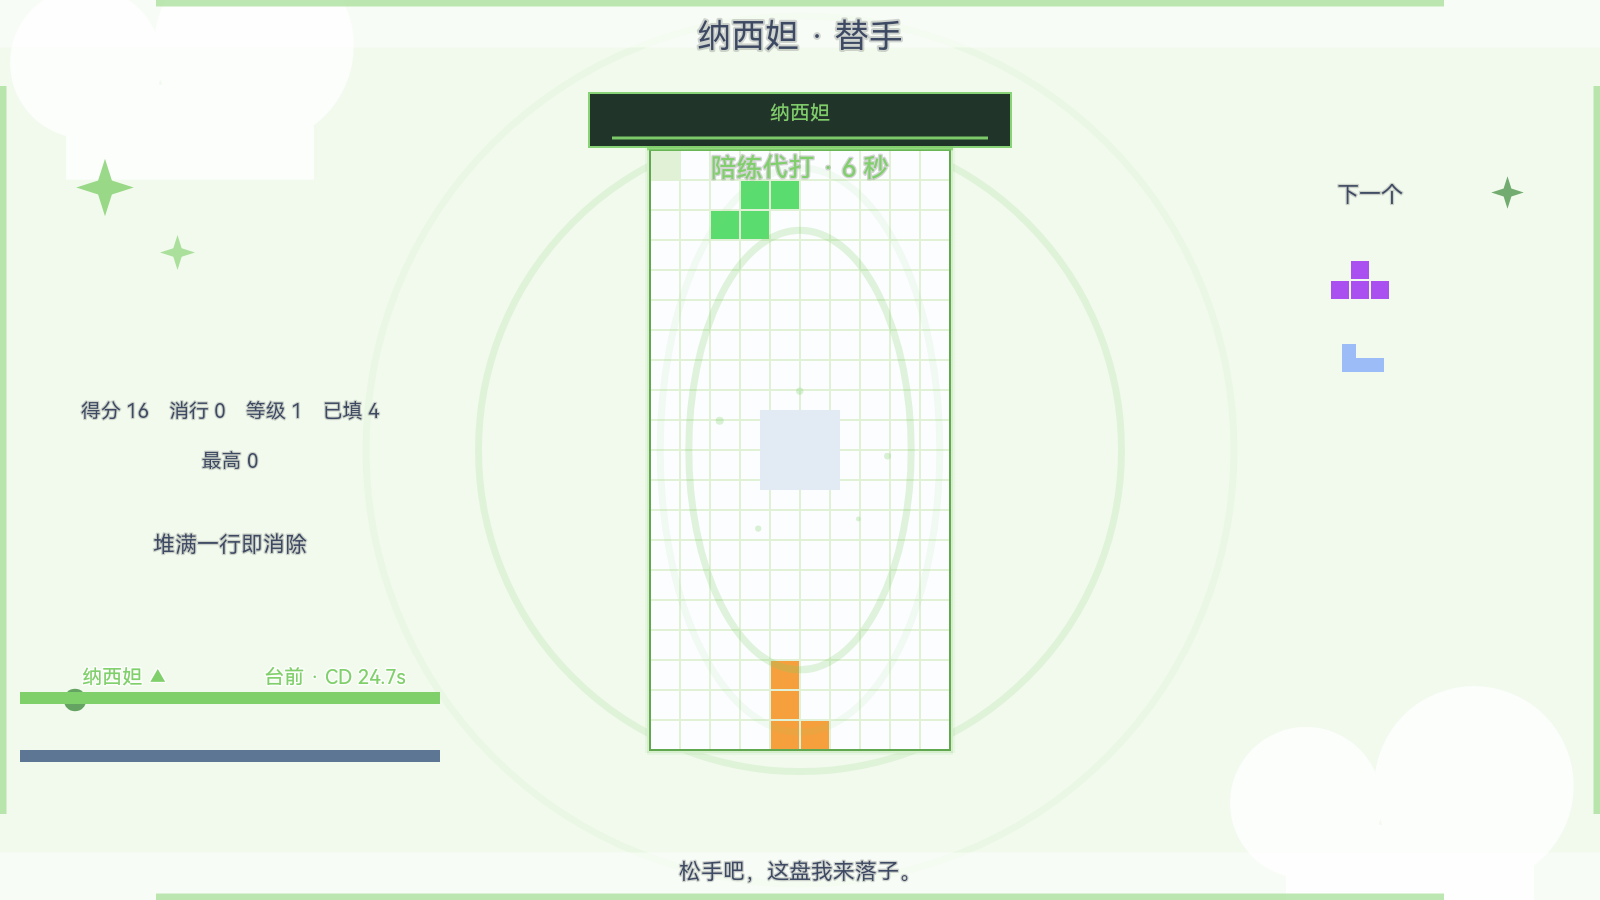 纳西妲 · 替手
纳西妲
陪练代打 · 6 秒
下一个
得分 16 消行 0 等级 1 已填 4
最高 0
堆满一行即消除
纳西妲 ▲ 台前 · CD 24.7s
松手吧，这盘我来落子。